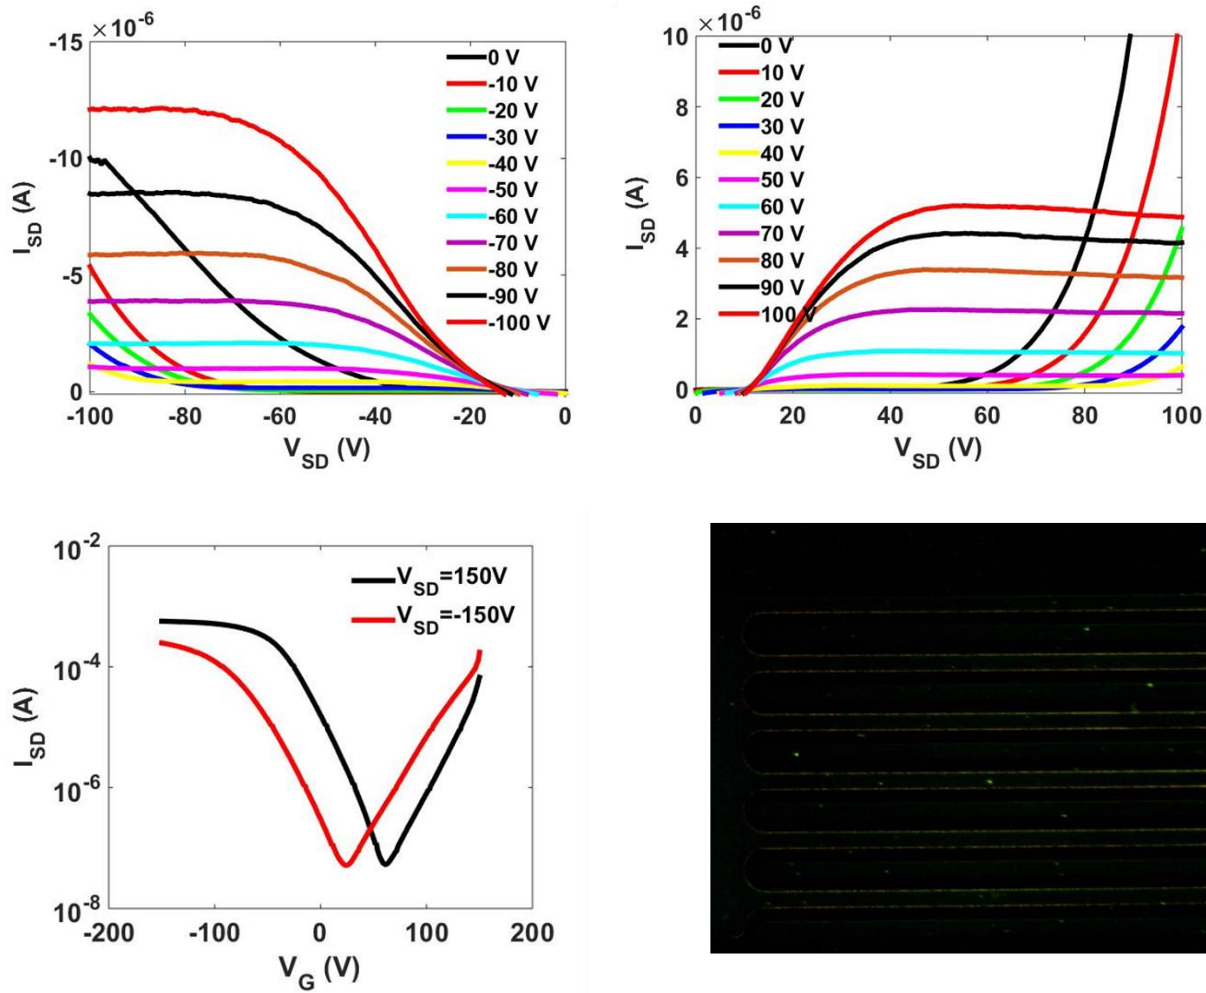 ×10⁻⁶
-15
-10
-5
0
I_SD (A)
-100
-80
-60
-40
-20
0
V_SD (V)
0 V
-10 V
-20 V
-30 V
-40 V
-50 V
-60 V
-70 V
-80 V
-90 V
-100 V
×10⁻⁶
10
8
6
4
2
0
I_SD (A)
0
20
40
60
80
100
V_SD (V)
0 V
10 V
20 V
30 V
40 V
50 V
60 V
70 V
80 V
90 V
100 V
10⁻²
10⁻⁴
10⁻⁶
10⁻⁸
I_SD (A)
-200
-100
0
100
200
V_G (V)
V_SD=150V
V_SD=-150V